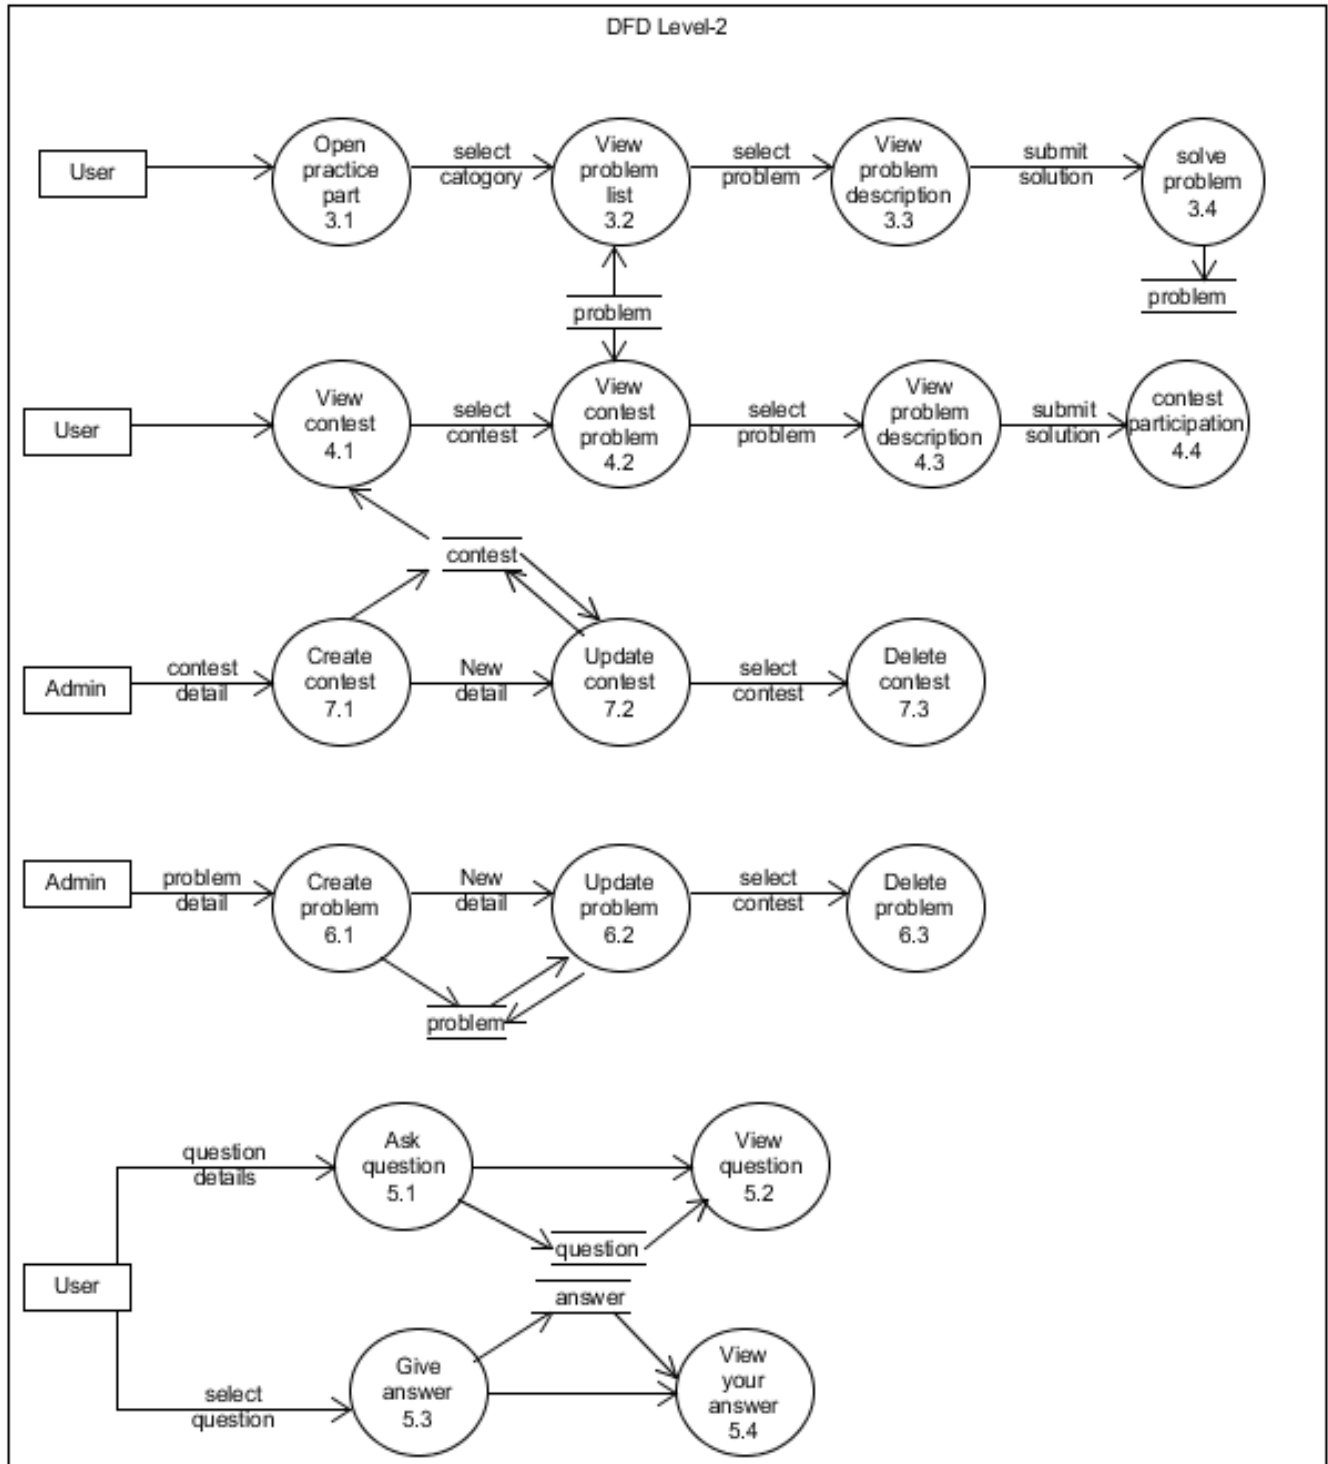 DFD Level-2
User
Open
practice
part
3.1
select
catogory
View
problem
list
3.2
select
problem
View
problem
description
3.3
submit
solution
solve
problem
3.4
problem
problem
User
View
contest
4.1
select
contest
View
contest
problem
4.2
select
problem
View
problem
description
4.3
submit
solution
contest
participation
4.4
contest
Admin
contest
detail
Create
contest
7.1
New
detail
Update
contest
7.2
select
contest
Delete
contest
7.3
Admin
problem
detail
Create
problem
6.1
New
detail
Update
problem
6.2
select
contest
Delete
problem
6.3
problem
question
details
Ask
question
5.1
View
question
5.2
question
User
answer
select
question
Give
answer
5.3
View
your
answer
5.4